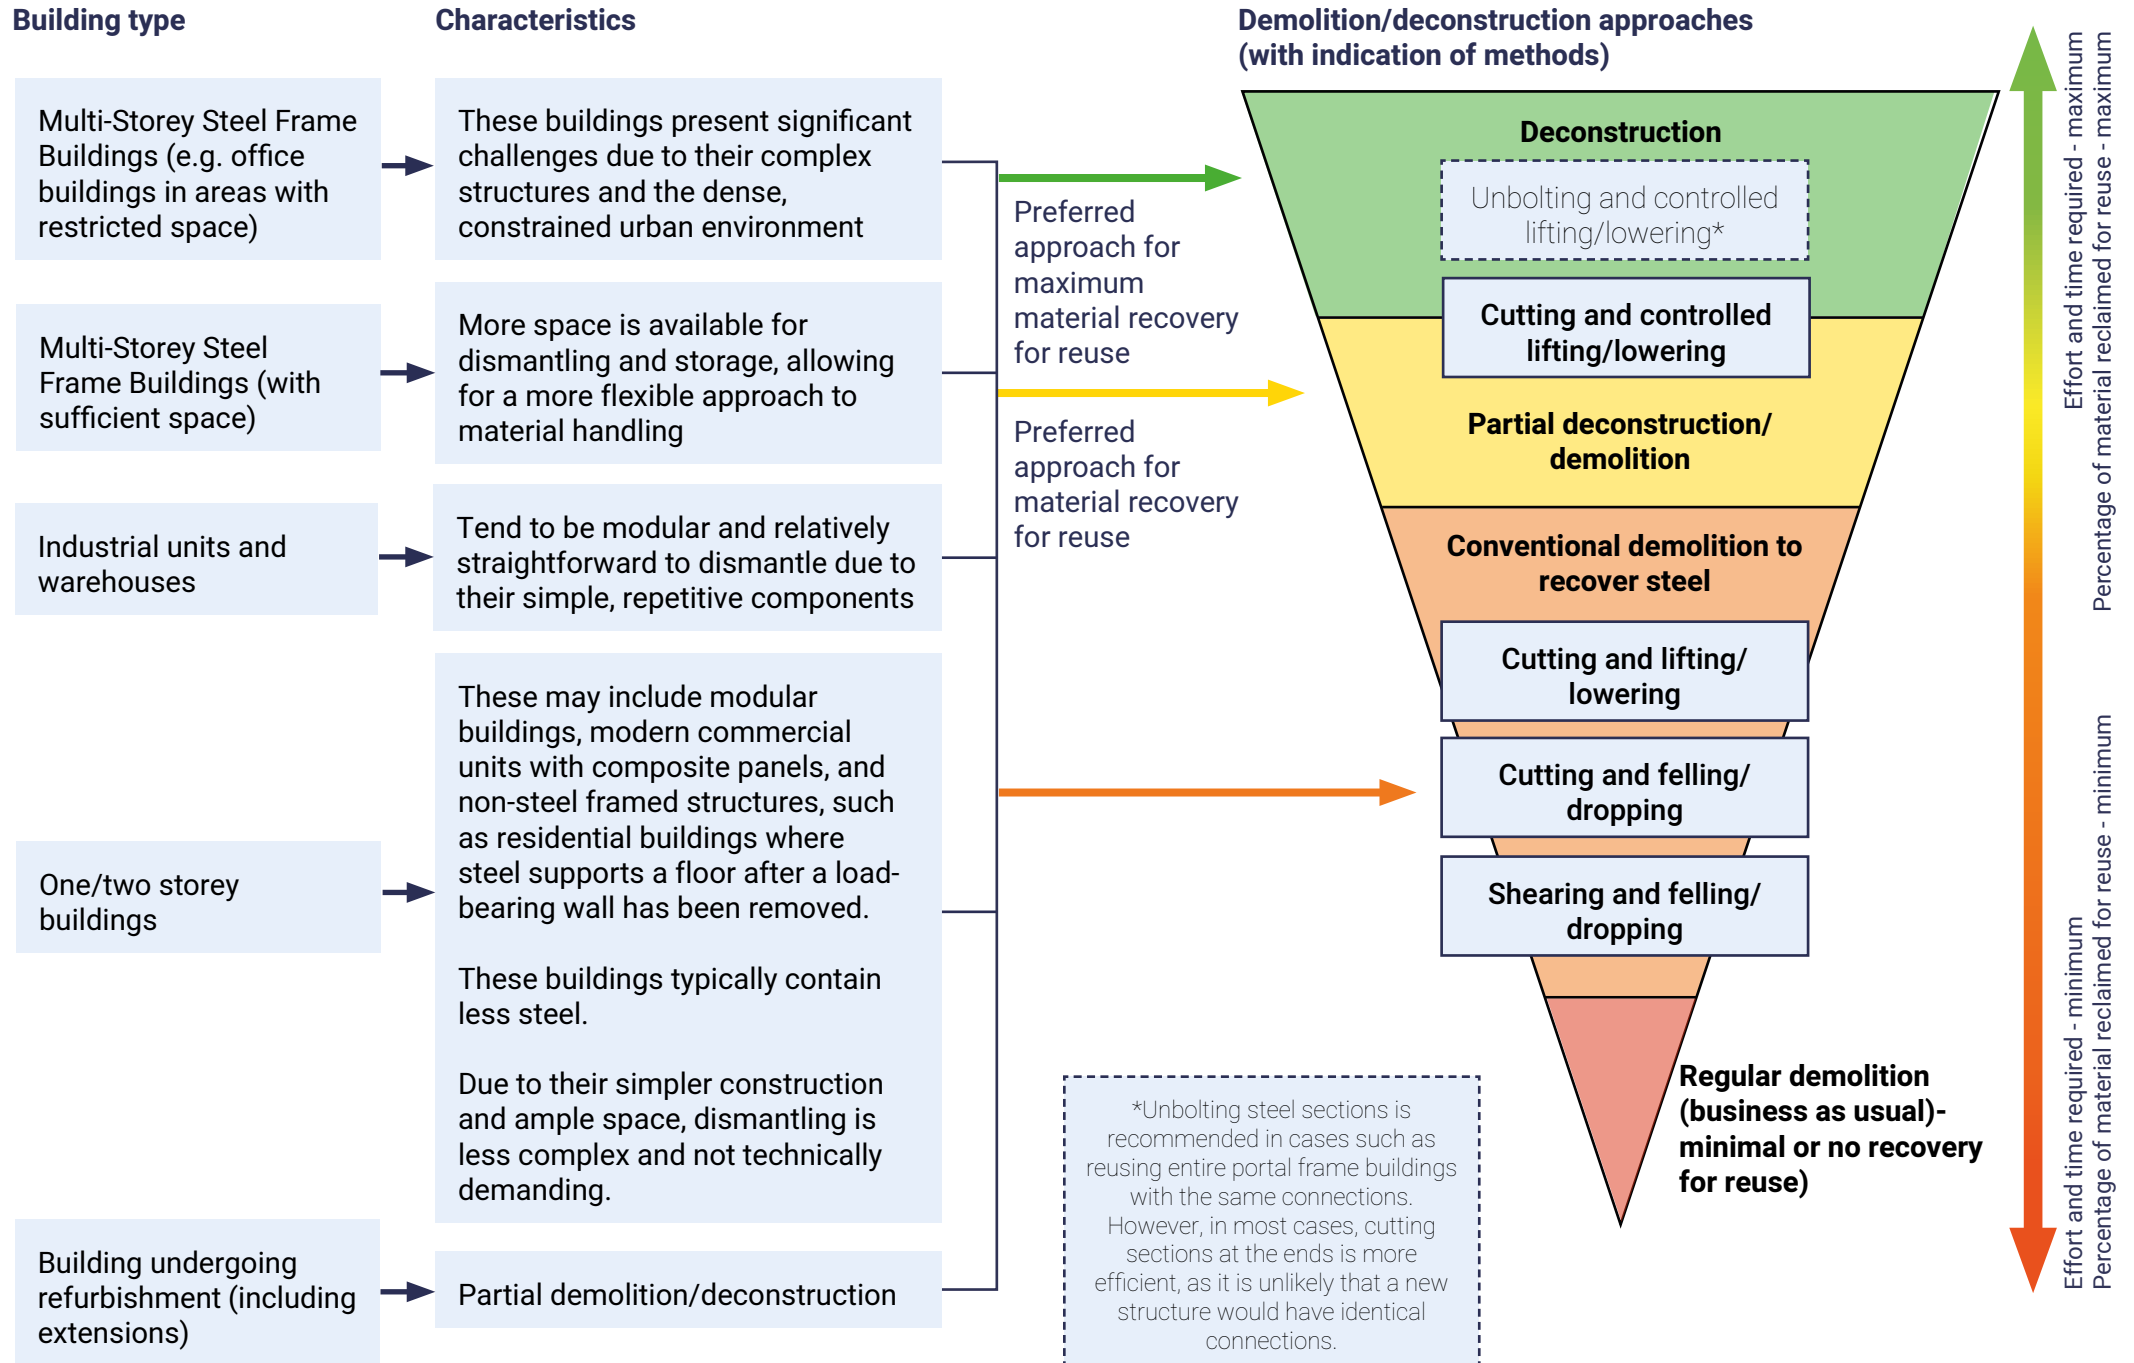 Building type
Characteristics
Demolition/deconstruction approaches
(with indication of methods)
Multi-Storey Steel Frame
Buildings (e.g. office
buildings in areas with
restricted space)
These buildings present significant
challenges due to their complex
structures and the dense,
constrained urban environment
Multi-Storey Steel
Frame Buildings (with
sufficient space)
More space is available for
dismantling and storage, allowing
for a more flexible approach to
material handling
Industrial units and
warehouses
Tend to be modular and relatively
straightforward to dismantle due to
their simple, repetitive components
One/two storey
buildings
These may include modular
buildings, modern commercial
units with composite panels, and
non-steel framed structures, such
as residential buildings where
steel supports a floor after a load-
bearing wall has been removed.
These buildings typically contain
less steel.
Due to their simpler construction
and ample space, dismantling is
less complex and not technically
demanding.
Building undergoing
refurbishment (including
extensions)
Partial demolition/deconstruction
Preferred
approach for
maximum
material recovery
for reuse
Preferred
approach for
material recovery
for reuse
Deconstruction
Unbolting and controlled
lifting/lowering*
Cutting and controlled
lifting/lowering
Partial deconstruction/
demolition
Conventional demolition to
recover steel
Cutting and lifting/
lowering
Cutting and felling/
dropping
Shearing and felling/
dropping
Regular demolition
(business as usual)-
minimal or no recovery
for reuse)
*Unbolting steel sections is
recommended in cases such as
reusing entire portal frame buildings
with the same connections.
However, in most cases, cutting
sections at the ends is more
efficient, as it is unlikely that a new
structure would have identical
connections.
Effort and time required - maximum
Percentage of material reclaimed for reuse - maximum
Effort and time required - minimum
Percentage of material reclaimed for reuse - minimum